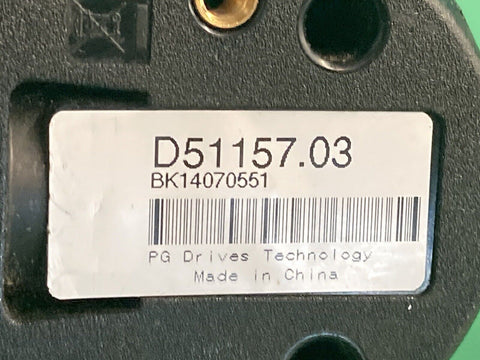 D51157.03
BK14070551
PG Drives Technology
Made in China